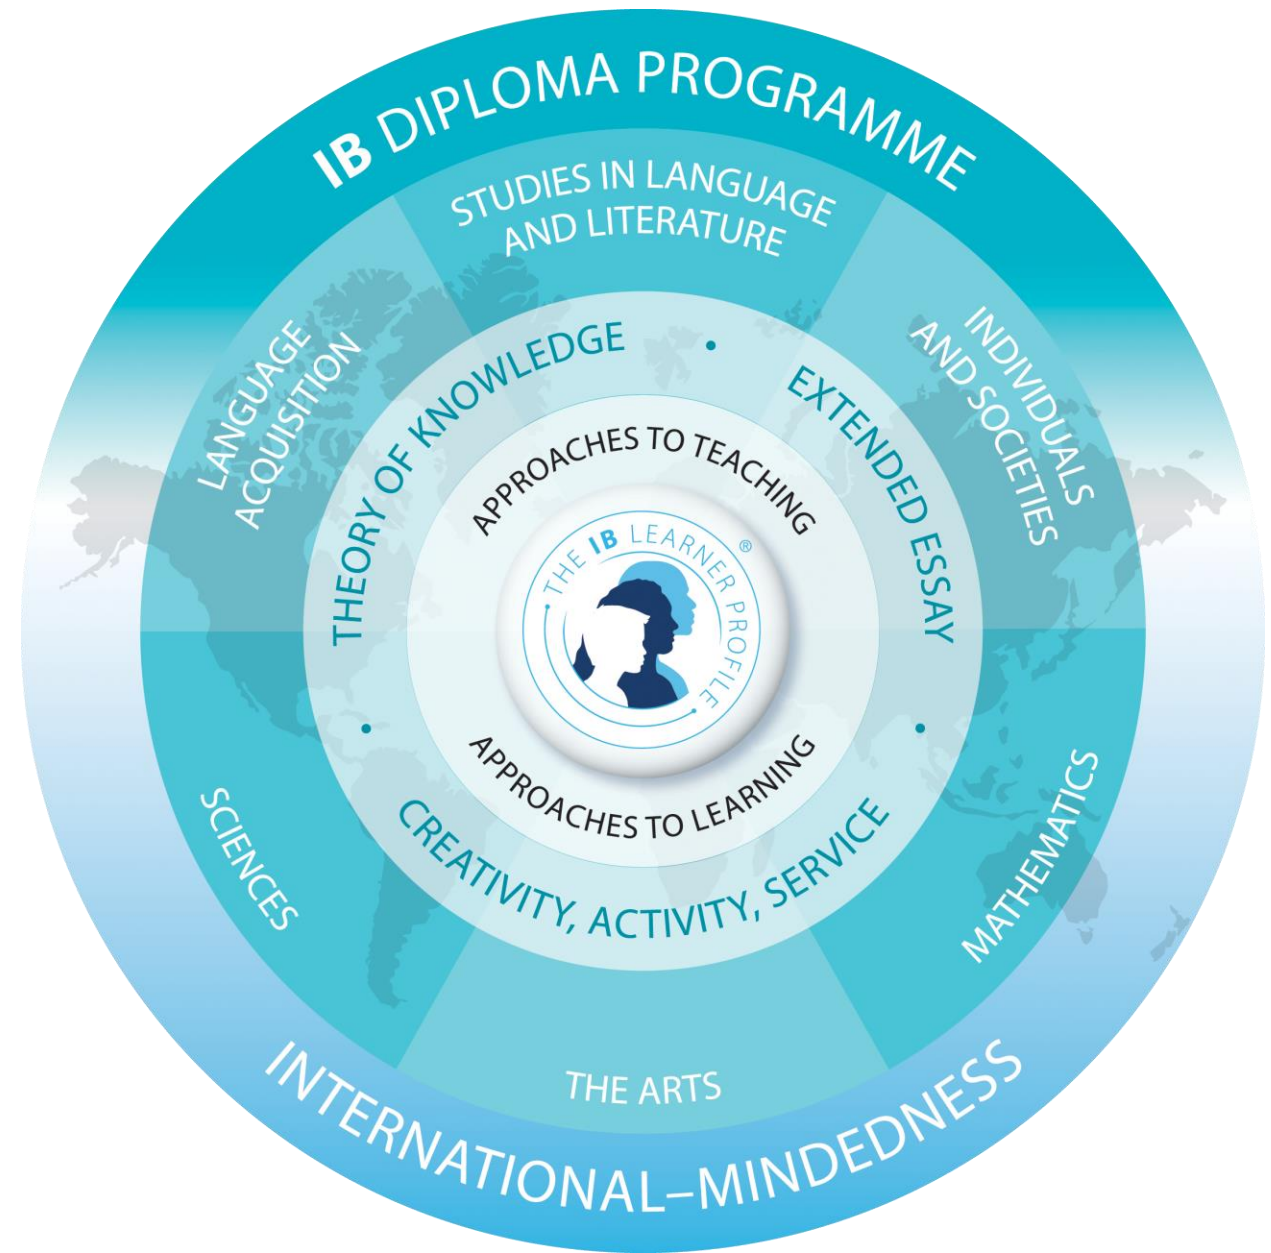 IB DIPLOMA PROGRAMME
STUDIES IN LANGUAGE
AND LITERATURE
LANGUAGE
ACQUISITION
INDIVIDUALS
AND SOCIETIES
THEORY OF KNOWLEDGE •
EXTENDED ESSAY •
APPROACHES TO TEACHING
THE IB LEARNER PROFILE ®
APPROACHES TO LEARNING
CREATIVITY, ACTIVITY, SERVICE •
SCIENCES
MATHEMATICS
THE ARTS
INTERNATIONAL–MINDEDNESS